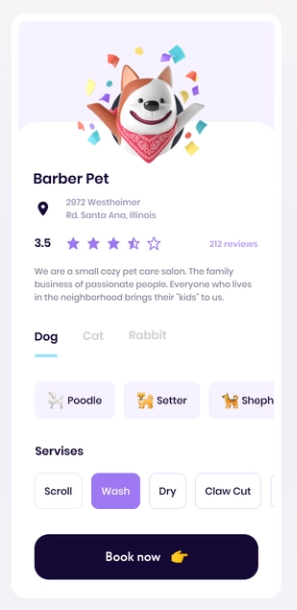 Barber Pet
2972 Westheimer
Rd. Santa Ana, Illinois
3.5
212 reviews
We are a small cozy pet care salon. The family
business of passionate people. Everyone who lives
in the neighborhood brings their "kids" to us.
Dog Cat Rabbit
Poodle Setter Sheph
Servises
Scroll Wash Dry Claw Cut
Book now